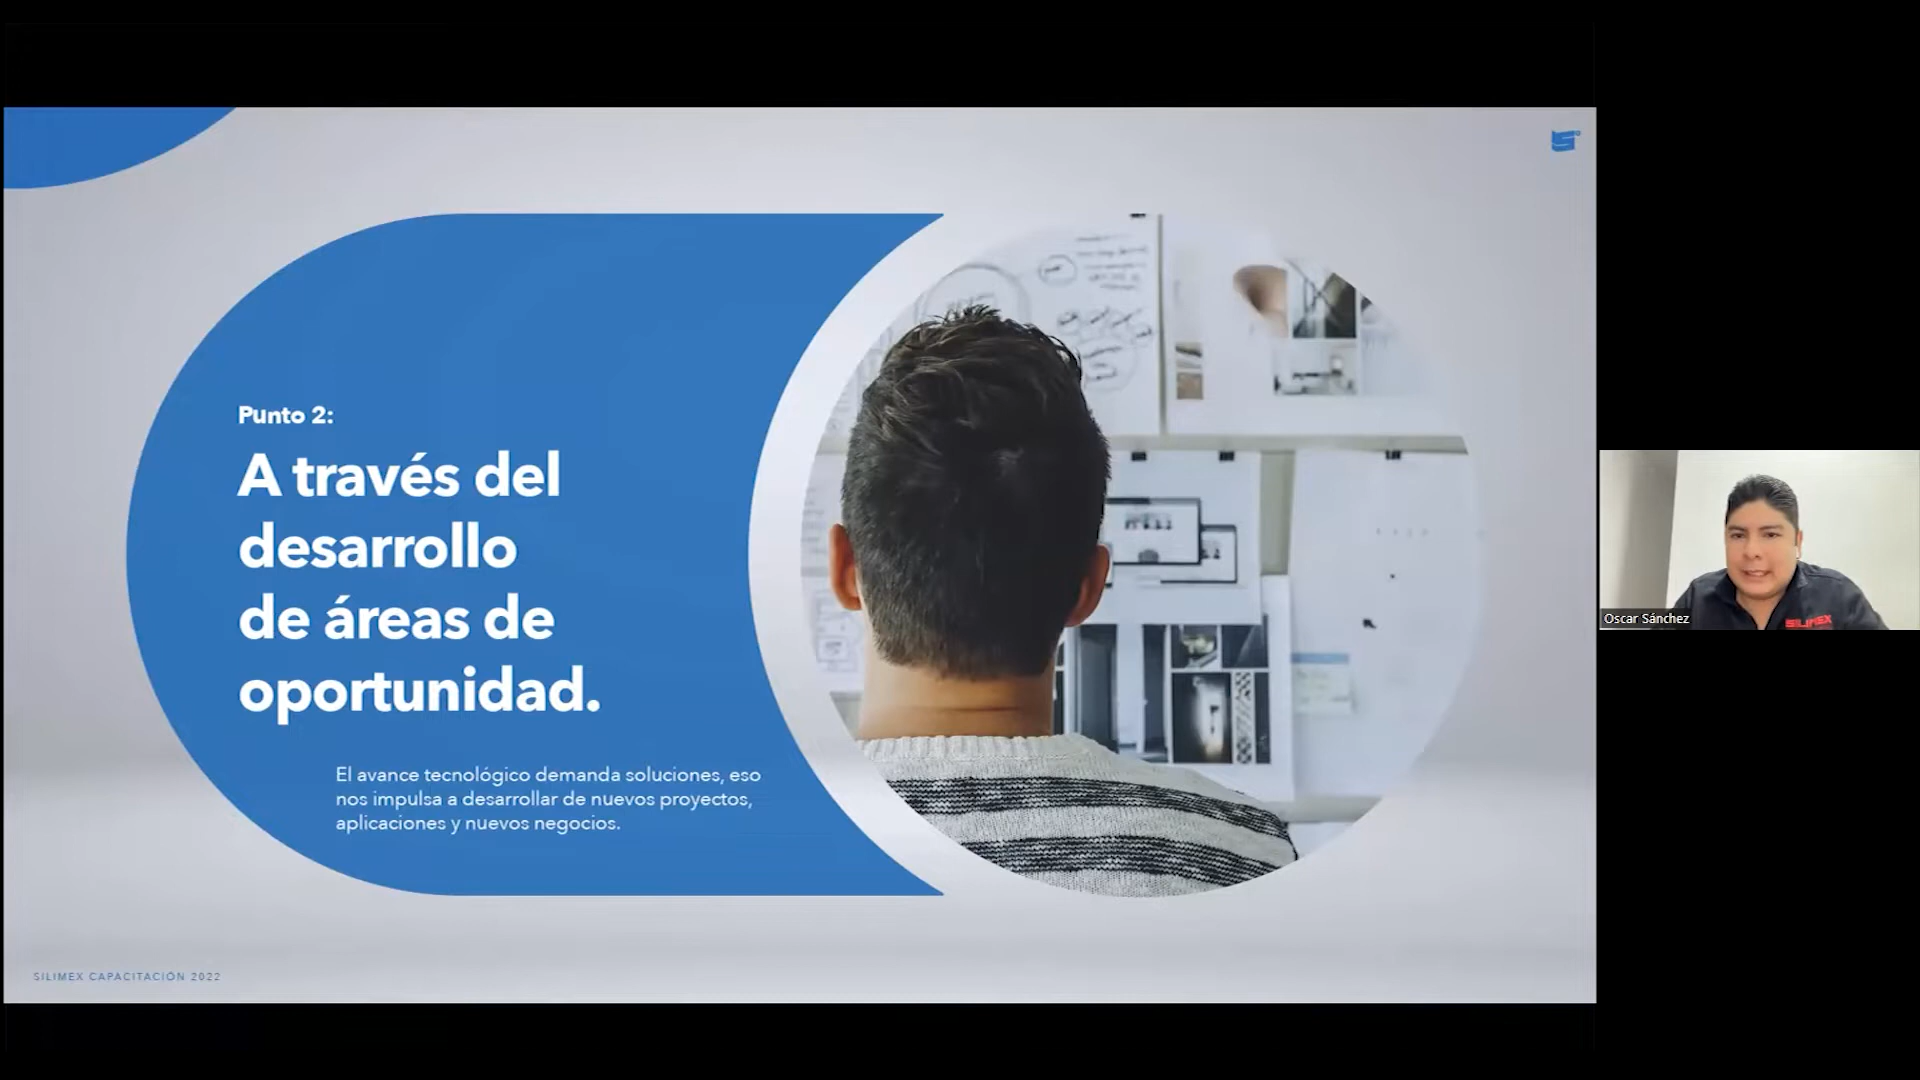 Punto 2:
A través del
desarrollo
de áreas de
oportunidad.
El avance tecnológico demanda soluciones, eso
nos impulsa a desarrollar de nuevos proyectos,
aplicaciones y nuevos negocios.
SILIMEX CAPACITACIÓN 2022
Oscar Sánchez
SILIMEX